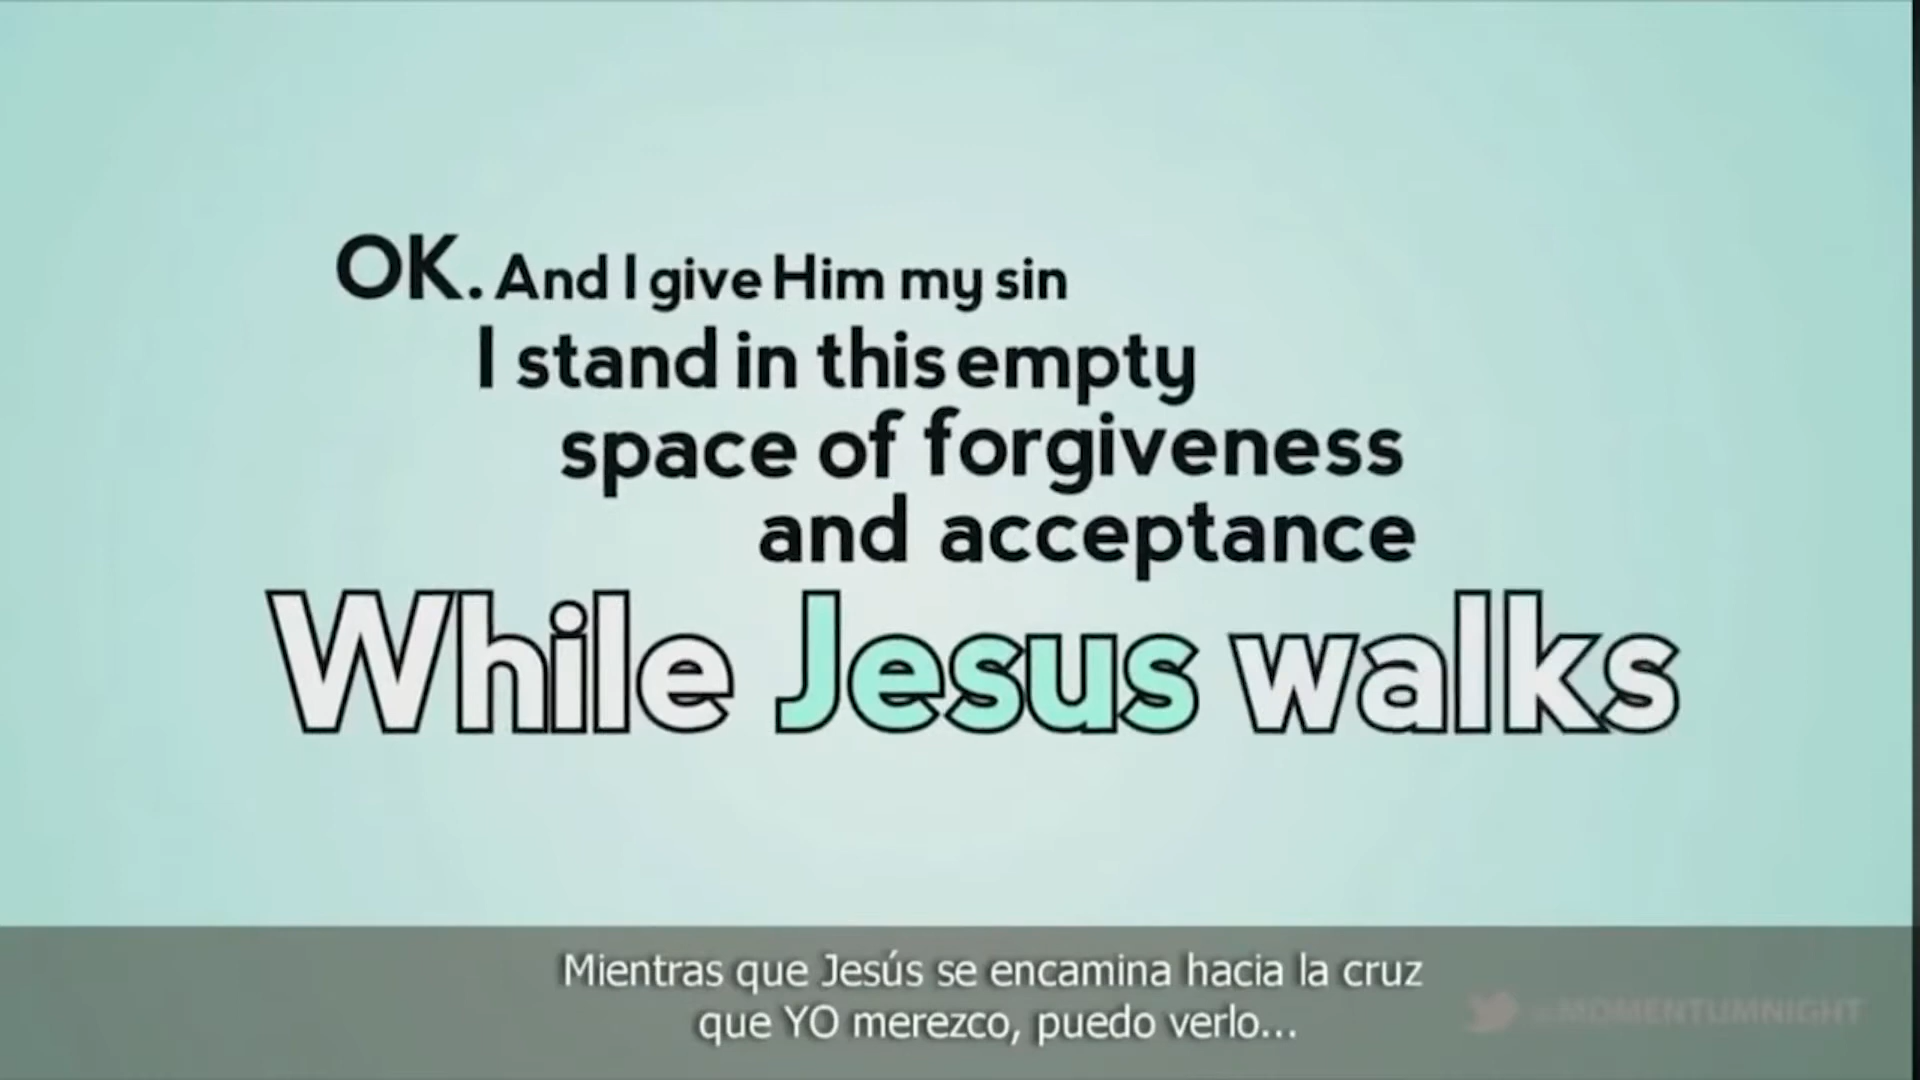 OK. And I give Him my sin
I stand in this empty
space of forgiveness
and acceptance
While Jesus walks
Mientras que Jesús se encamina hacia la cruz
que YO merezco, puedo verlo...
@MOMENTUMNIGHT